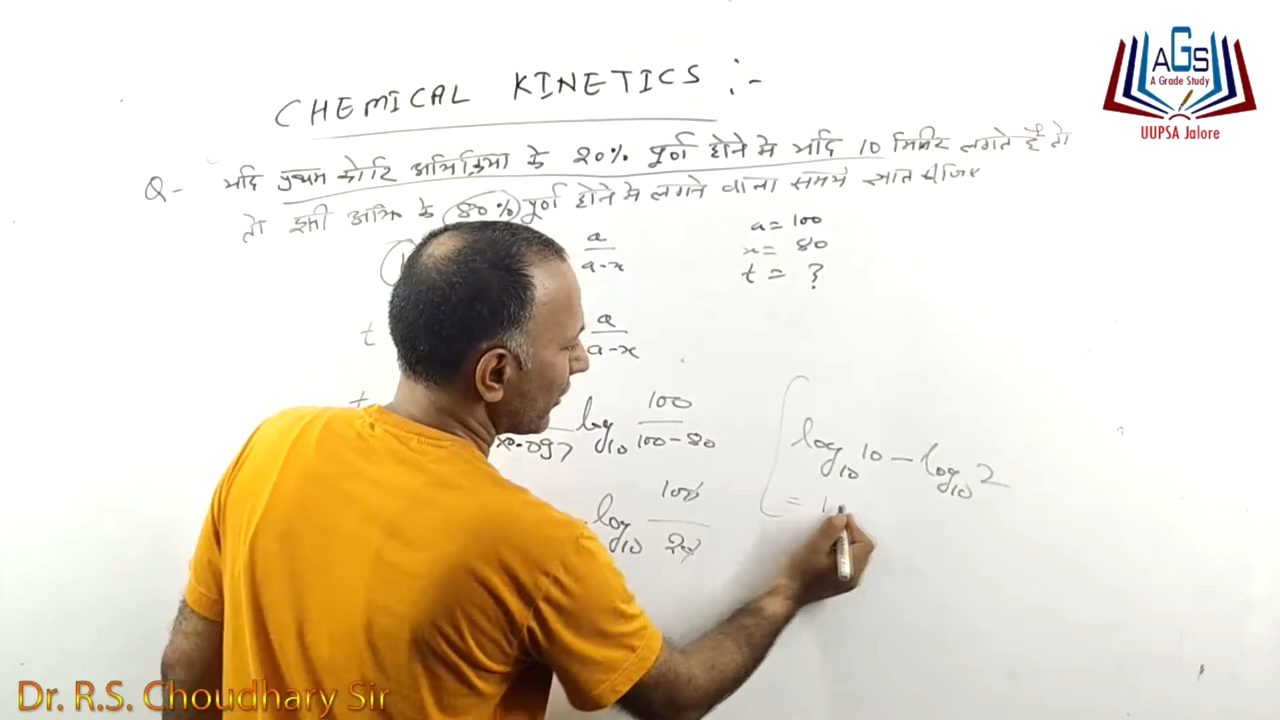 AGS
A Grade Study
UUPSA Jalore
CHEMICAL KINETICS :-
Q- यदि प्रथम कोटि अभिक्रिया के 20% पूर्ण होने मे यदि 10 मिनिट लगते है तो
तो इसी अभि के 80% पूर्ण होने मे लगने वाला समय ज्ञात कीजिए
a/a-x
a = 100
x = 80
t = ?
t a/a-x
log10 100/100-80
log10 100/20
log10 10 - log10 2
=
Dr. R.S. Choudhary Sir